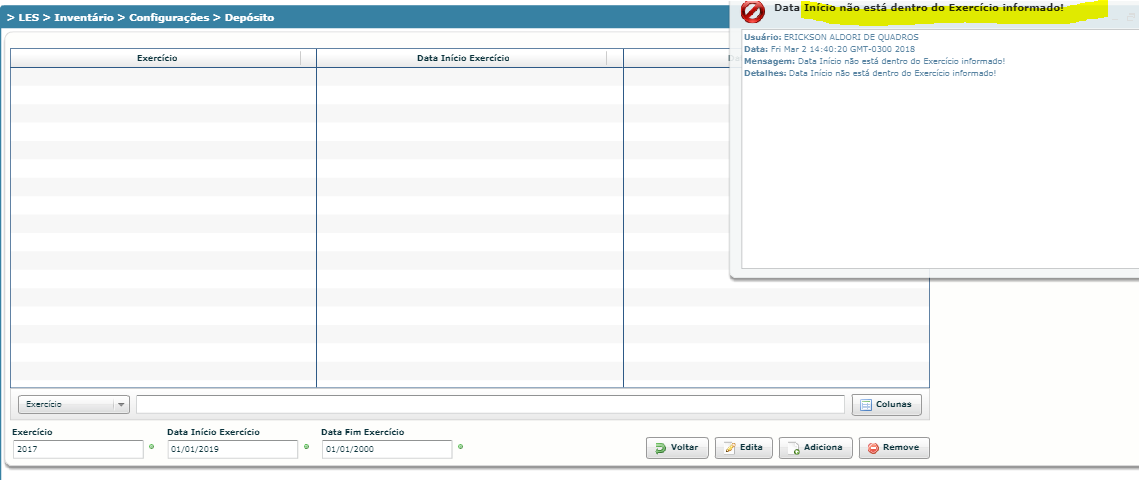 > LES > Inventário > Configurações > Depósito
Data Início não está dentro do Exercício informado!
Usuário: ERICKSON ALDORI DE QUADROS
Data: Fri Mar 2 14:40:20 GMT-0300 2018
Mensagem: Data Início não está dentro do Exercício informado!
Detalhes: Data Início não está dentro do Exercício informado!
Exercício Data Início Exercício
Exercício Colunas
Exercício Data Início Exercício Data Fim Exercício
2017 01/01/2019 01/01/2000 Voltar Edita Adiciona Remove